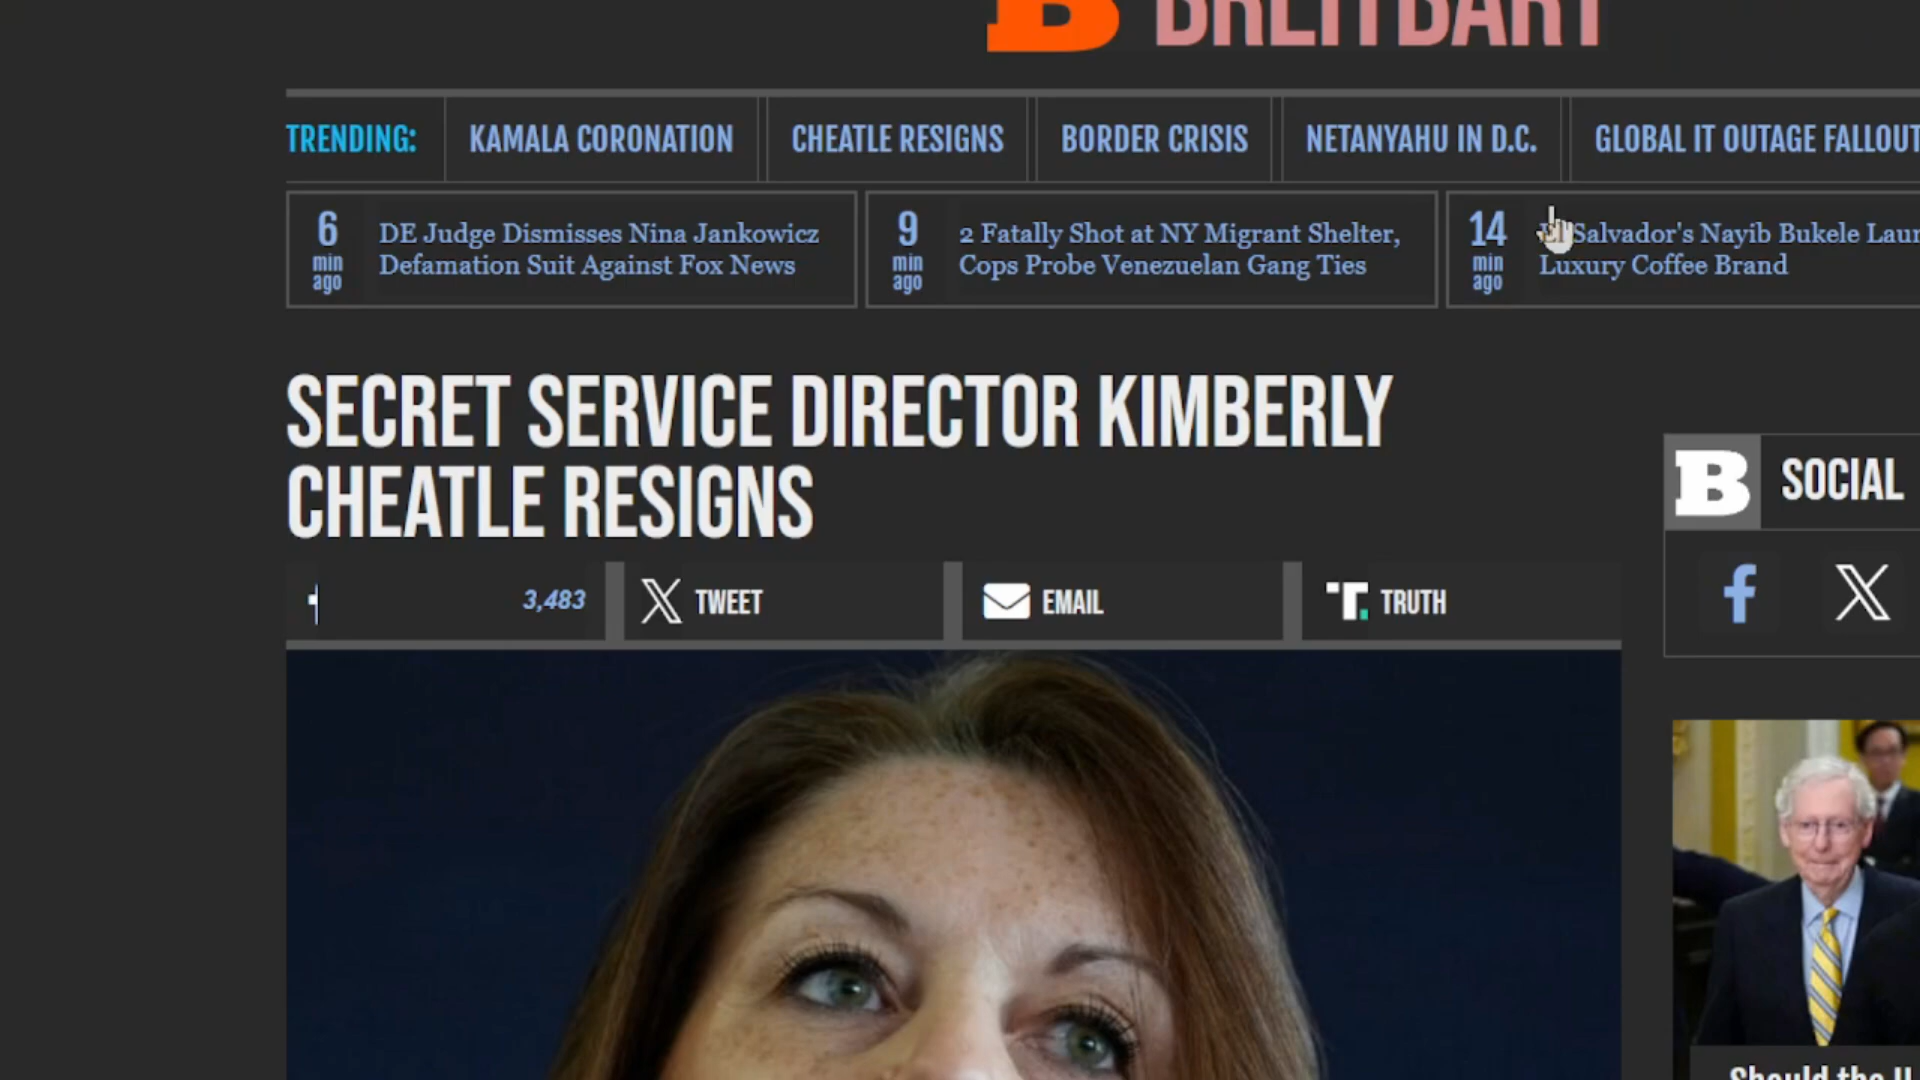 BREITBART
TRENDING:
KAMALA CORONATION
CHEATLE RESIGNS
BORDER CRISIS
NETANYAHU IN D.C.
GLOBAL IT OUTAGE FALLOUT
6 min ago
DE Judge Dismisses Nina Jankowicz
Defamation Suit Against Fox News
9 min ago
2 Fatally Shot at NY Migrant Shelter,
Cops Probe Venezuelan Gang Ties
14 min ago
El Salvador's Nayib Bukele
Luxury Coffee Brand
SECRET SERVICE DIRECTOR KIMBERLY
CHEATLE RESIGNS
B SOCIAL
3,483
TWEET
EMAIL
TRUTH
Should the